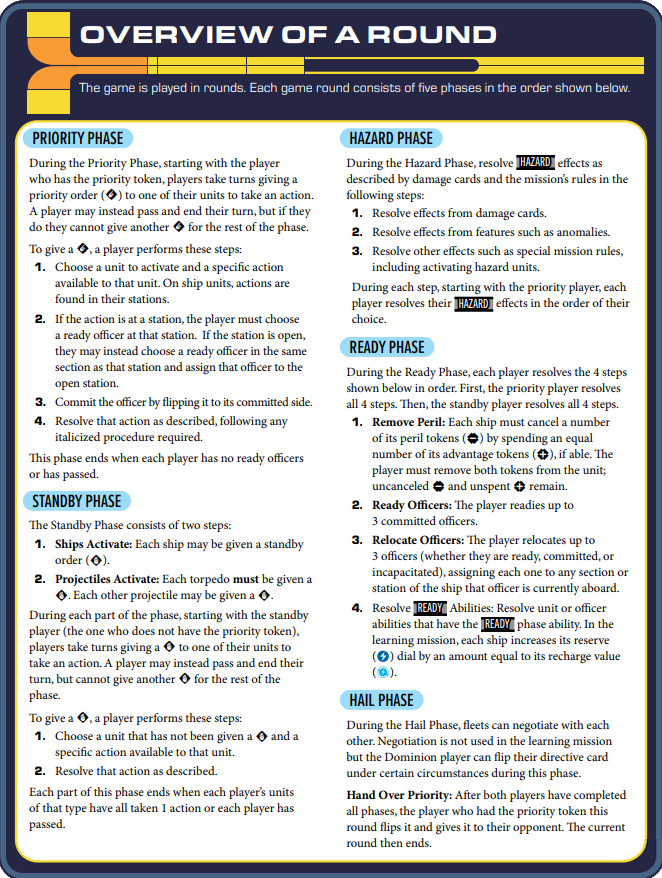 OVERVIEW OF A ROUND
The game is played in rounds. Each game round consists of five phases in the order shown below.
PRIORITY PHASE
During the Priority Phase, starting with the player
who has the priority token, players take turns giving a
priority order ( ) to one of their units to take an action.
A player may instead pass and end their turn, but if they
do they cannot give another for the rest of the phase.
To give a , a player performs these steps:
1. Choose a unit to activate and a specific action
available to that unit. On ship units, actions are
found in their stations.
2. If the action is at a station, the player must choose
a ready officer at that station. If the station is open,
they may instead choose a ready officer in the same
section as that station and assign that officer to the
open station.
3. Commit the officer by flipping it to its committed side.
4. Resolve that action as described, following any
italicized procedure required.
This phase ends when each player has no ready officers
or has passed.
STANDBY PHASE
The Standby Phase consists of two steps:
1. Ships Activate: Each ship may be given a standby
order ( ).
2. Projectiles Activate: Each torpedo must be given a
. Each other projectile may be given a .
During each part of the phase, starting with the standby
player (the one who does not have the priority token),
players take turns giving a to one of their units to
take an action. A player may instead pass and end their
turn, but cannot give another for the rest of the
phase.
To give a , a player performs these steps:
1. Choose a unit that has not been given a and a
specific action available to that unit.
2. Resolve that action as described.
Each part of this phase ends when each player's units
of that type have all taken 1 action or each player has
passed.
HAZARD PHASE
During the Hazard Phase, resolve HAZARD effects as
described by damage cards and the mission's rules in the
following steps:
1. Resolve effects from damage cards.
2. Resolve effects from features such as anomalies.
3. Resolve other effects such as special mission rules,
including activating hazard units.
During each step, starting with the priority player, each
player resolves their HAZARD effects in the order of their
choice.
READY PHASE
During the Ready Phase, each player resolves the 4 steps
shown below in order. First, the priority player resolves
all 4 steps. Then, the standby player resolves all 4 steps.
1. Remove Peril: Each ship must cancel a number
of its peril tokens ( ) by spending an equal
number of its advantage tokens ( ), if able. The
player must remove both tokens from the unit;
uncanceled and unspent remain.
2. Ready Officers: The player readies up to
3 committed officers.
3. Relocate Officers: The player relocates up to
3 officers (whether they are ready, committed, or
incapacitated), assigning each one to any section or
station of the ship that officer is currently aboard.
4. Resolve READY Abilities: Resolve unit or officer
abilities that have the READY phase ability. In the
learning mission, each ship increases its reserve
( ) dial by an amount equal to its recharge value
( ).
HAIL PHASE
During the Hail Phase, fleets can negotiate with each
other. Negotiation is not used in the learning mission
but the Dominion player can flip their directive card
under certain circumstances during this phase.
Hand Over Priority: After both players have completed
all phases, the player who had the priority token this
round flips it and gives it to their opponent. The current
round then ends.